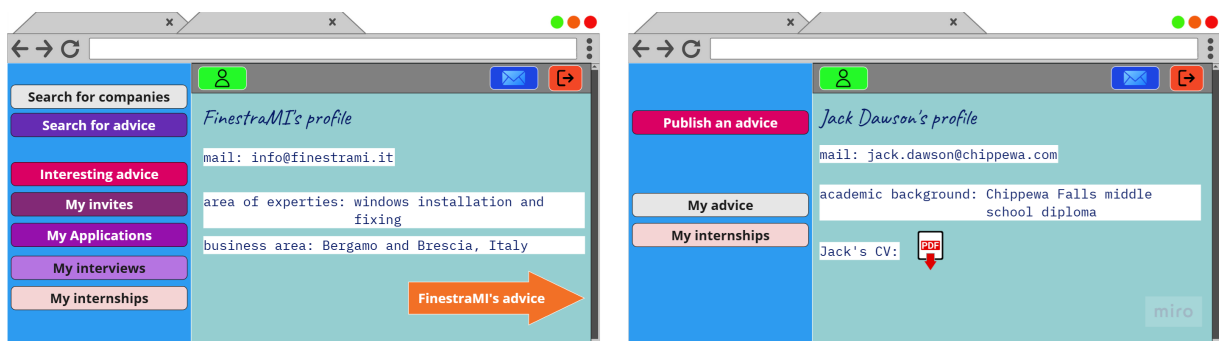 x
x
Search for companies
Search for advice
Interesting advice
My invites
My Applications
My interviews
My internships
FinestraMI's profile
mail: info@finestrami.it
area of experties: windows installation and
fixing
business area: Bergamo and Brescia, Italy
FinestraMI's advice
x
x
Publish an advice
My advice
My internships
Jack Dawson's profile
mail: jack.dawson@chippewa.com
academic background: Chippewa Falls middle
school diploma
Jack's CV:
PDF
miro